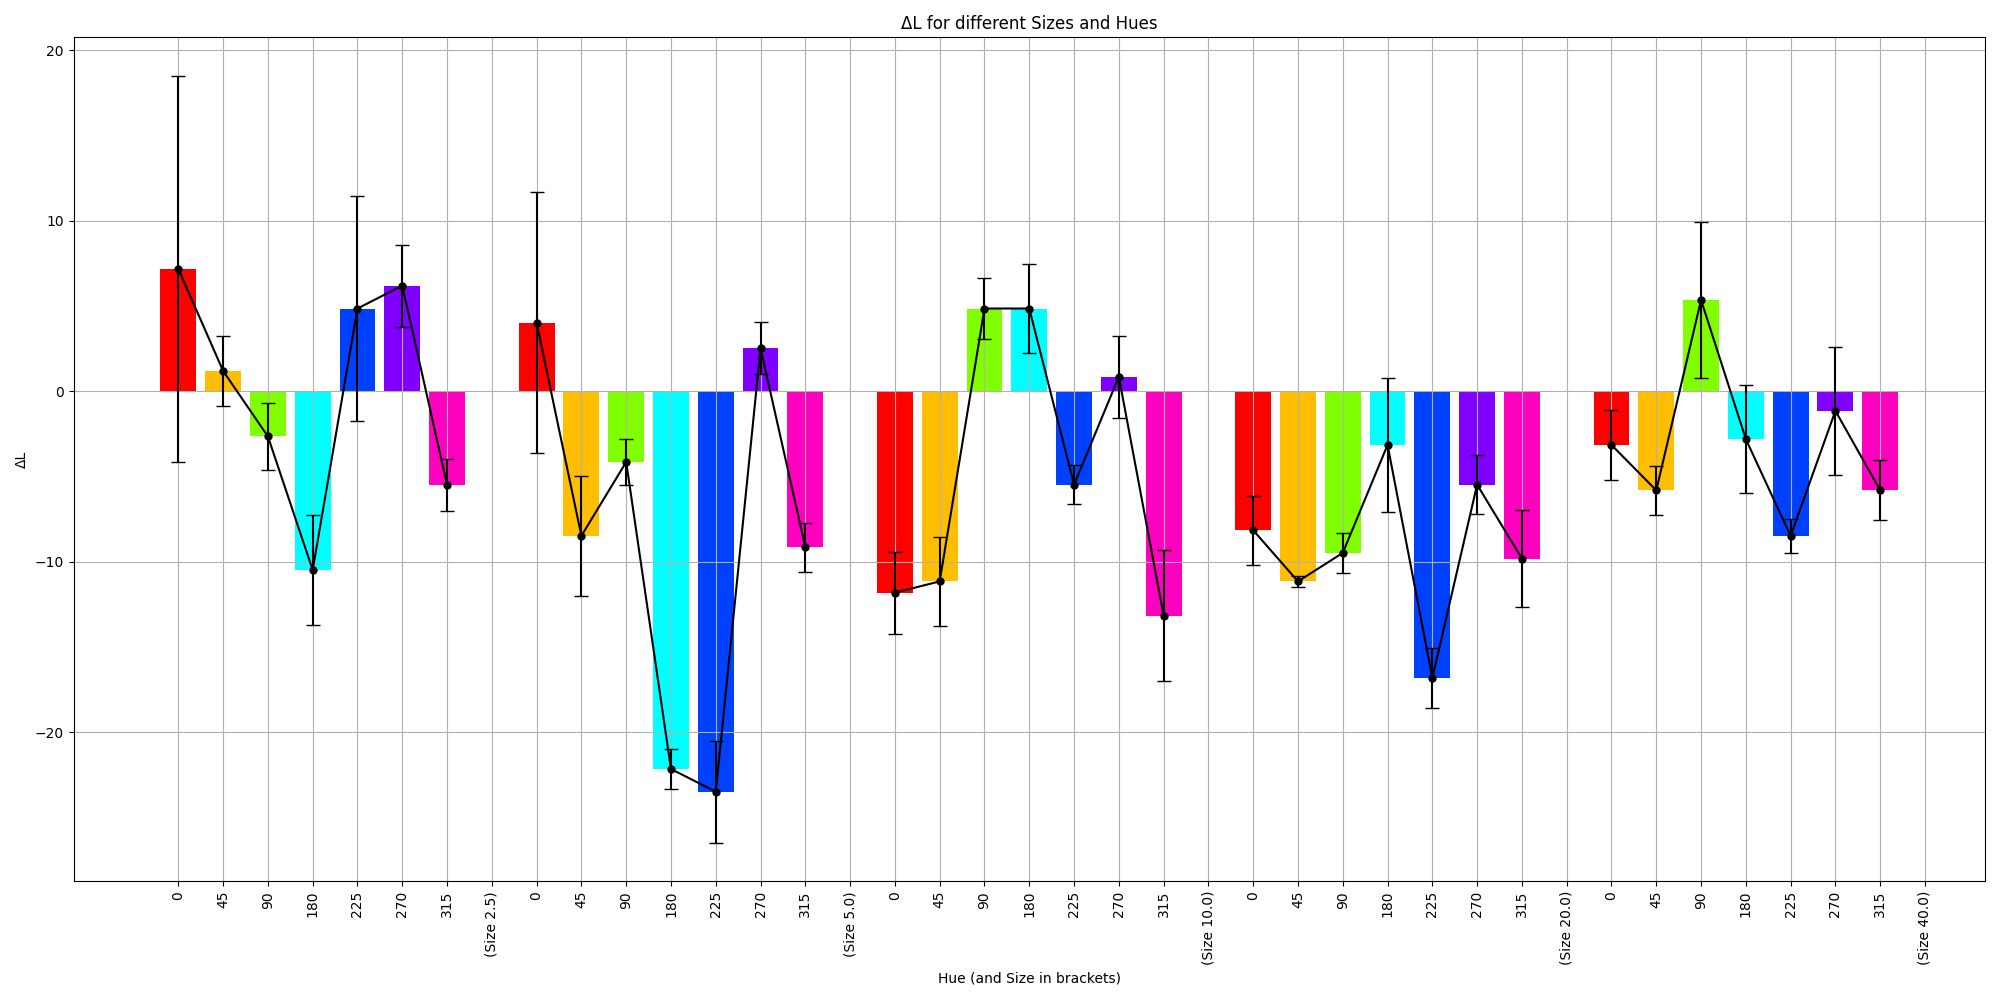 ΔL for different Sizes and Hues
20
10
0
−10
−20
ΔL
0 45 90 180 225 270 315 (Size 2.5) 0 45 90 180 225 270 315 (Size 5.0) 0 45 90 180 225 270 315 (Size 10.0) 0 45 90 180 225 270 315 (Size 20.0) 0 45 90 180 225 270 315 (Size 40.0)
Hue (and Size in brackets)